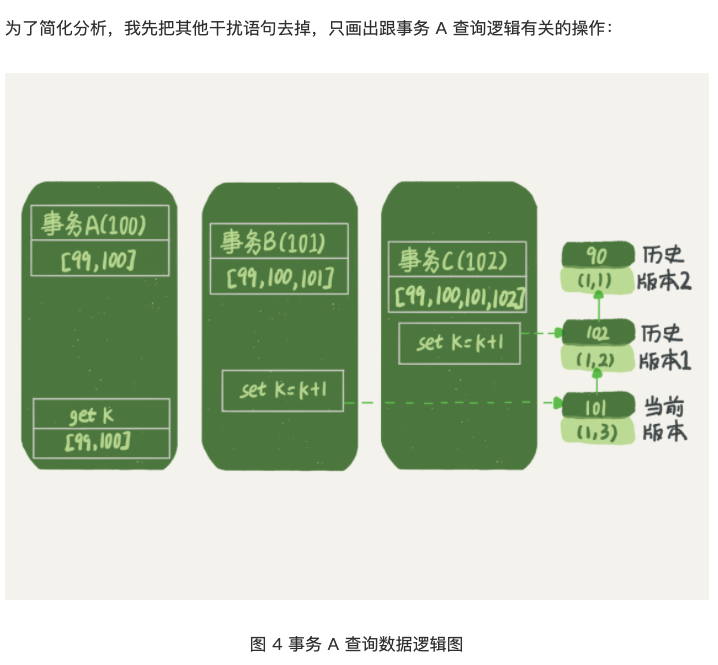 为了简化分析，我先把其他干扰语句去掉，只画出跟事务 A 查询逻辑有关的操作：
事务A(100)
[99,100]
get k
[99,100]
事务B(101)
[99,100,101]
set k=k+1
事务C(102)
[99,100,101,102]
set k=k+1
90
(1,1)
历史
版本2
102
(1,2)
历史
版本1
101
(1,3)
当前
版本
图 4 事务 A 查询数据逻辑图